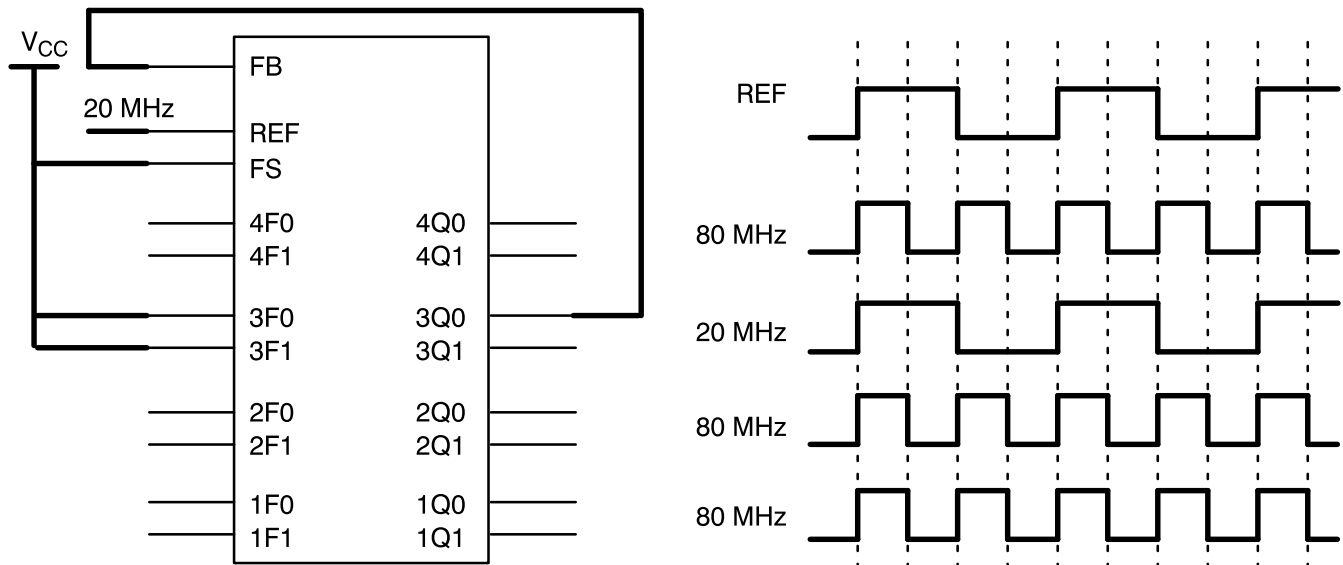 VCC
20 MHz
FB
REF
FS
4F0
4F1
3F0
3F1
2F0
2F1
1F0
1F1
4Q0
4Q1
3Q0
3Q1
2Q0
2Q1
1Q0
1Q1
REF
80 MHz
20 MHz
80 MHz
80 MHz